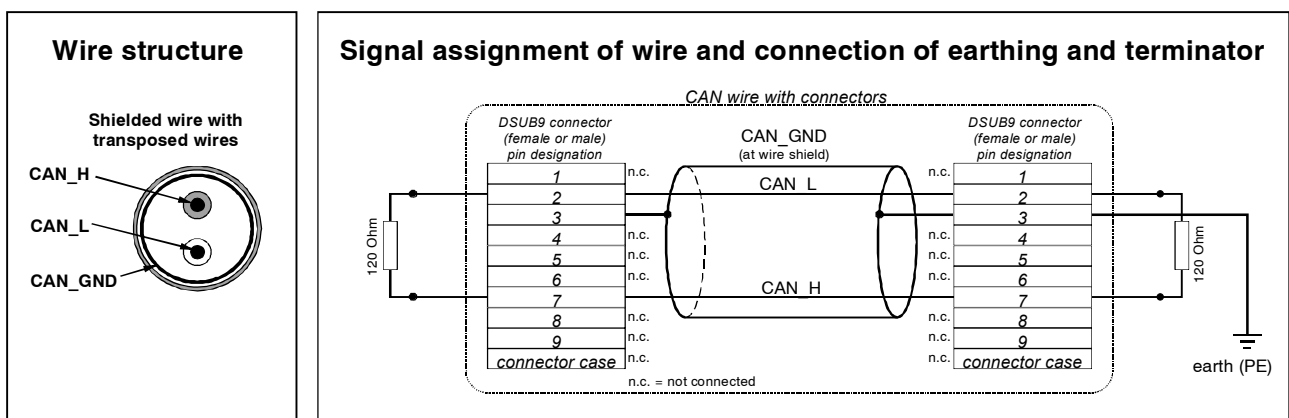 Wire structure
Shielded wire with
transposed wires
CAN_H
CAN_L
CAN_GND
Signal assignment of wire and connection of earthing and terminator
CAN wire with connectors
DSUB9 connector
(female or male)
pin designation
CAN_GND
(at wire shield)
DSUB9 connector
(female or male)
pin designation
1 n.c. n.c. 1
2 CAN_L 2
3 3
4 n.c. n.c. 4
5 n.c. n.c. 5
6 n.c. n.c. 6
7 CAN_H 7
8 n.c. n.c. 8
9 n.c. n.c. 9
connector case n.c. n.c. connector case
120 Ohm
120 Ohm
n.c. = not connected
earth (PE)